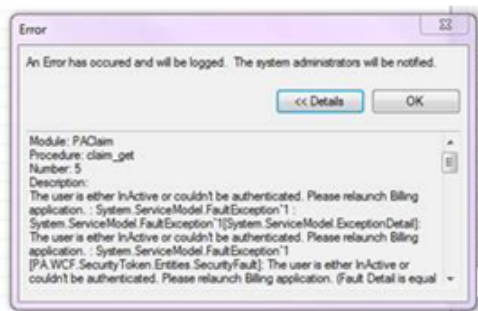 Error
An Error has occured and will be logged. The system administrators will be notified.
<< Details
OK
Module: PAClaim
Procedure: claim_get
Number: 5
Description:
The user is either InActive or couldn't be authenticated. Please relaunch Billing
application. : System.ServiceModel.FaultException`1 :
System.ServiceModel.FaultException`1[System.ServiceModel.ExceptionDetail]:
The user is either InActive or couldn't be authenticated. Please relaunch Billing
application. : System.ServiceModel.FaultException`1
[PA.WCF.SecurityToken.Entities.SecurityFault]: The user is either InActive or
couldn't be authenticated. Please relaunch Billing application. (Fault Detail is equal